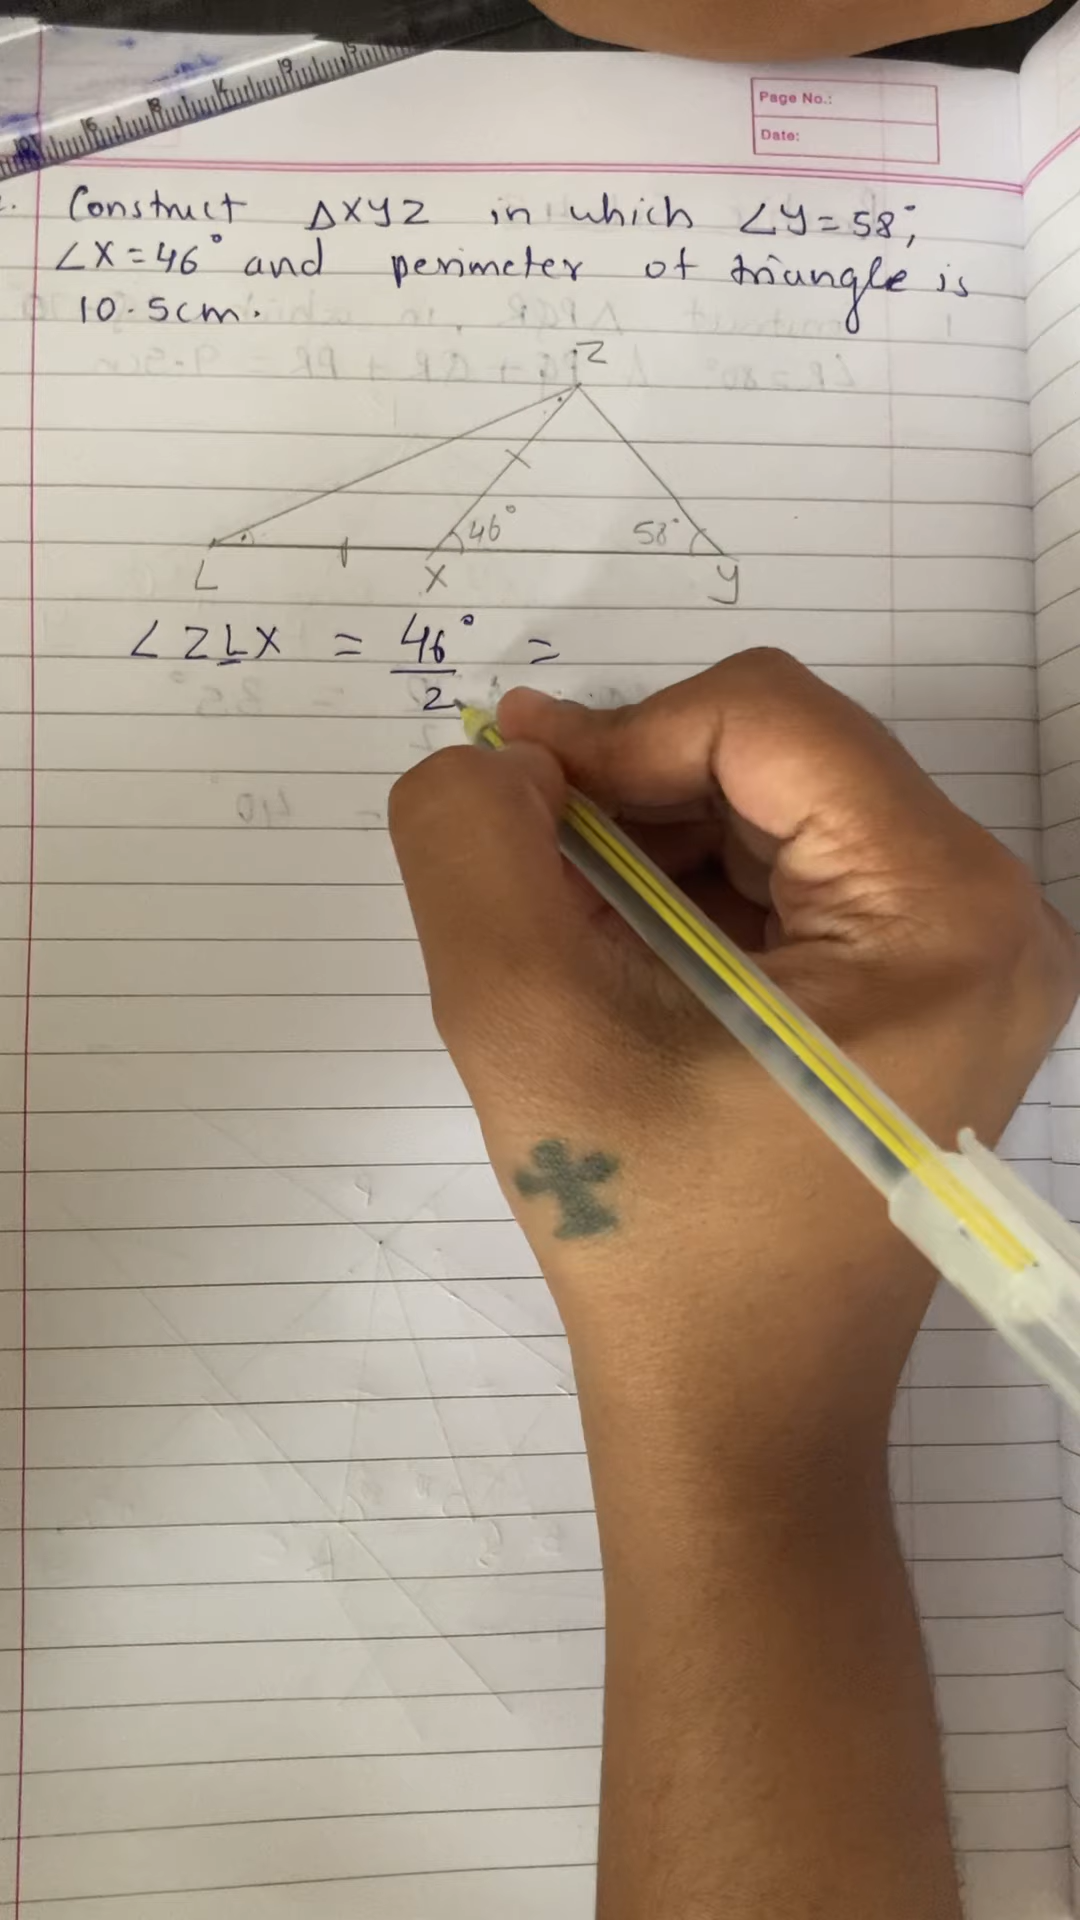 Page No.:
Date:
Construct ΔXYZ in which ∠Y=58°,
∠X=46° and perimeter of triangle is
10.5cm.
Z
46° 58°
L X Y
∠ZLX = 46°/2 =